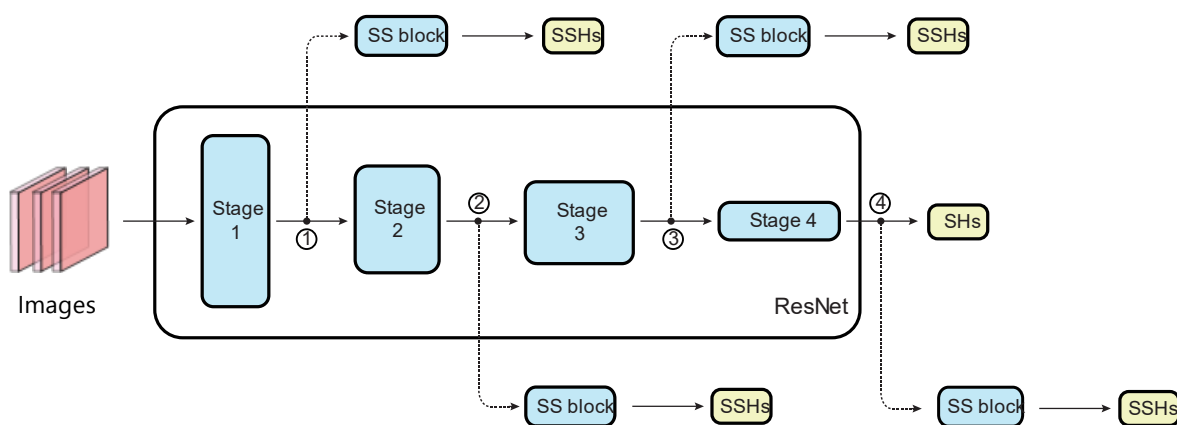 SS block
SSHs
SS block
SSHs
Stage
1
①
Stage
2
②
Stage
3
③
Stage 4
④
SHs
Images
ResNet
SS block
SSHs
SS block
SSHs